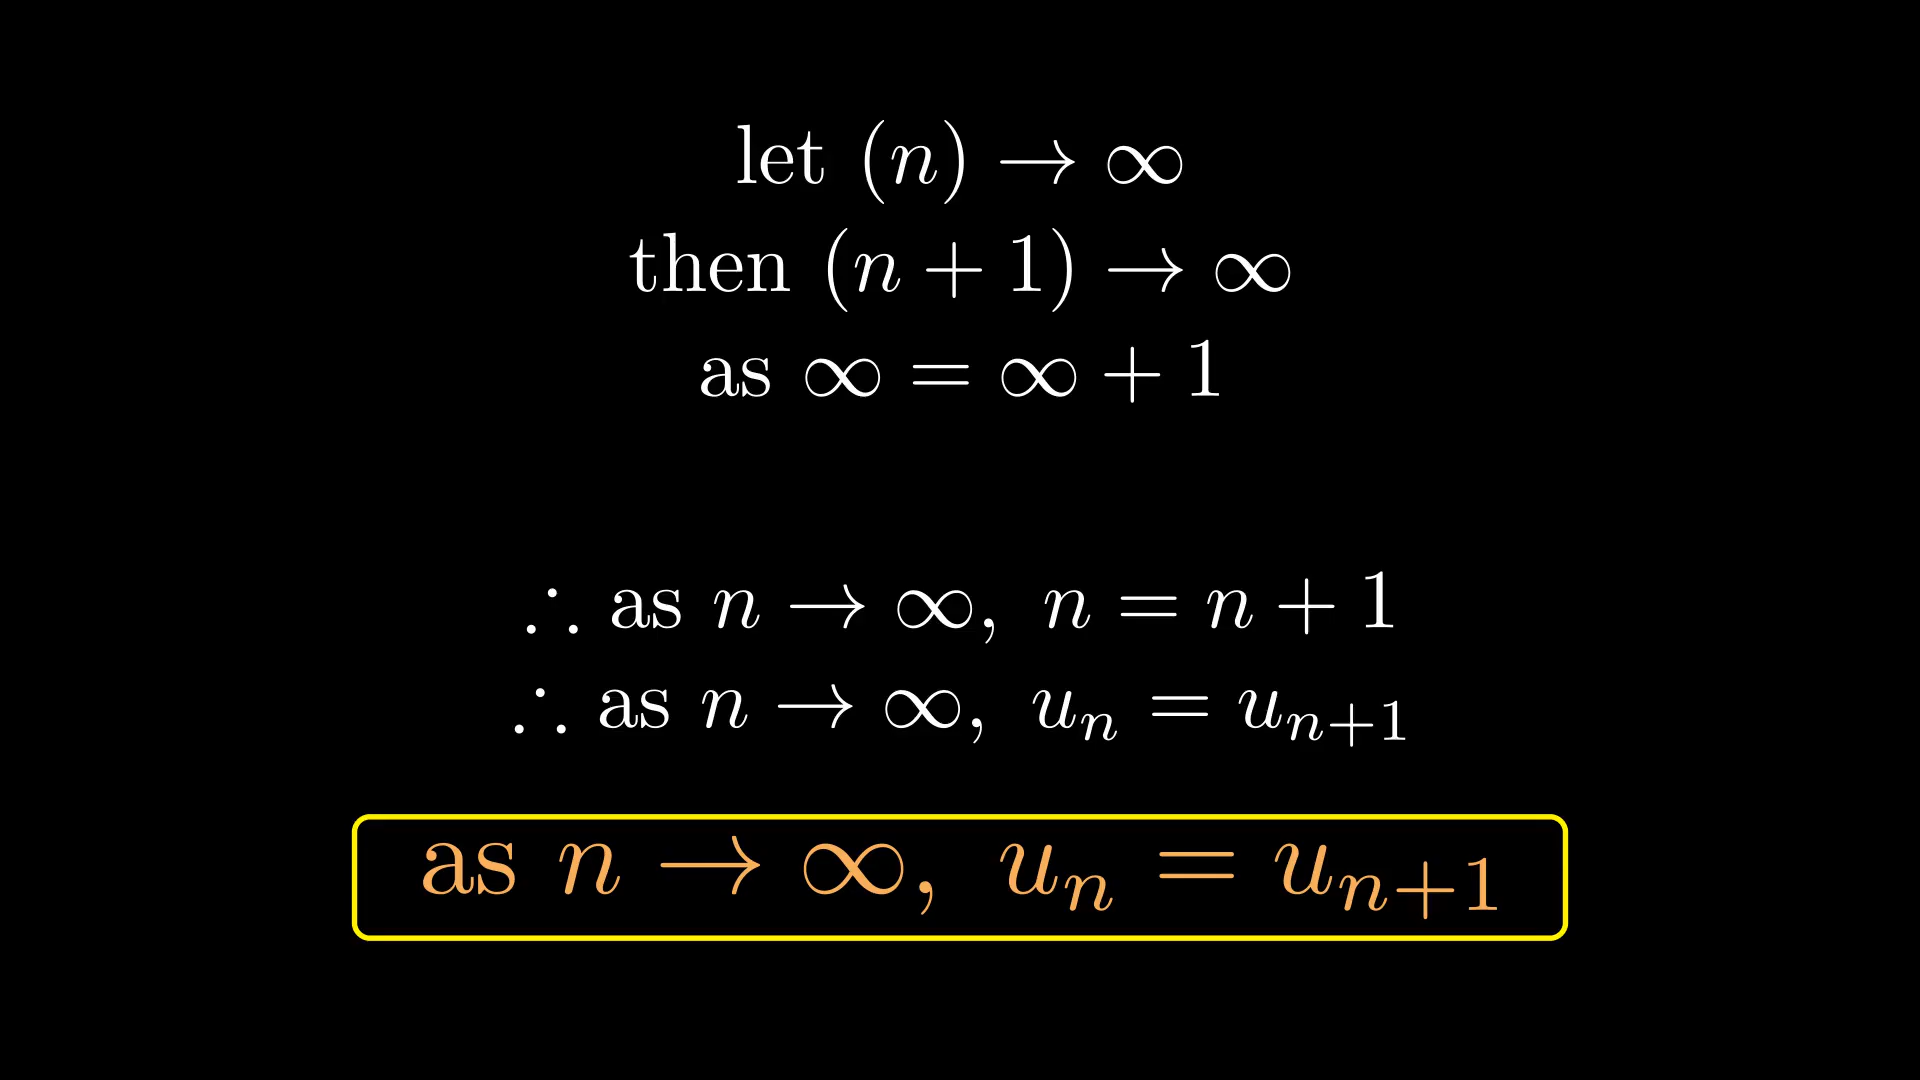 let (n) → ∞
then (n + 1) → ∞
as ∞ = ∞ + 1
∴ as n → ∞, n = n + 1
∴ as n → ∞, uₙ = uₙ₊₁
as n → ∞, uₙ = uₙ₊₁